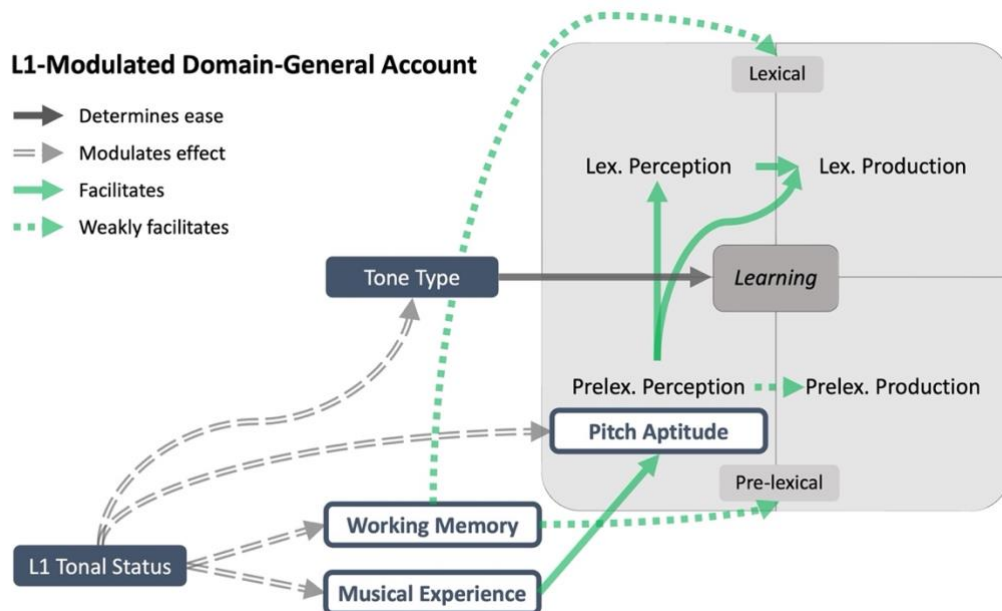 L1-Modulated Domain-General Account
Determines ease
Modulates effect
Facilitates
Weakly facilitates
Lexical
Lex. Perception
Lex. Production
Tone Type
Learning
Prelex. Perception
Prelex. Production
Pitch Aptitude
Pre-lexical
Working Memory
L1 Tonal Status
Musical Experience